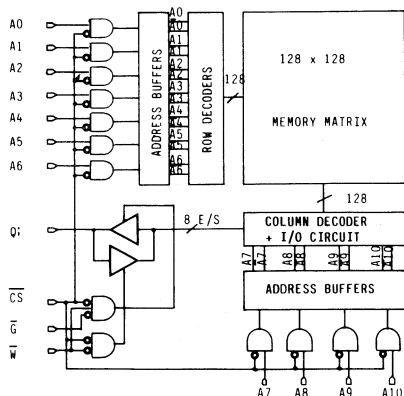 A0
A1
A2
A3
A4
A5
A6
ADDRESS BUFFERS
A0
A0
A1
A1
A2
A2
A3
A3
A4
A4
A5
A5
A6
A6
ROW DECODERS
128
128 x 128
MEMORY MATRIX
128
Qi
8 E/S
COLUMN DECODER
+ I/O CIRCUIT
A7
A7
A8
A8
A9
A9
A10
A10
ADDRESS BUFFERS
CS
G
W
A7
A8
A9
A10